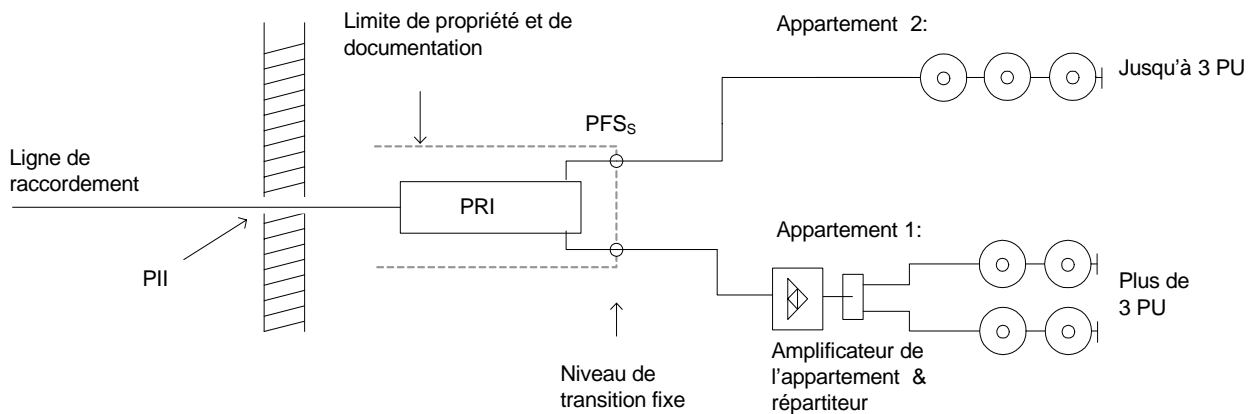 Limite de propriété et de
documentation
Appartement 2:
Jusqu'à 3 PU
PFSS
Ligne de
raccordement
PRI
PII
Appartement 1:
Plus de
3 PU
Niveau de
transition fixe
Amplificateur de
l'appartement &
répartiteur